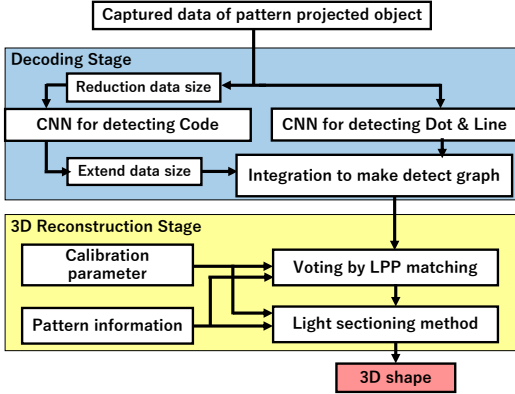 Captured data of pattern projected object
Decoding Stage
Reduction data size
CNN for detecting Code
CNN for detecting Dot & Line
Extend data size
Integration to make detect graph
3D Reconstruction Stage
Calibration
parameter
Voting by LPP matching
Pattern information
Light sectioning method
3D shape